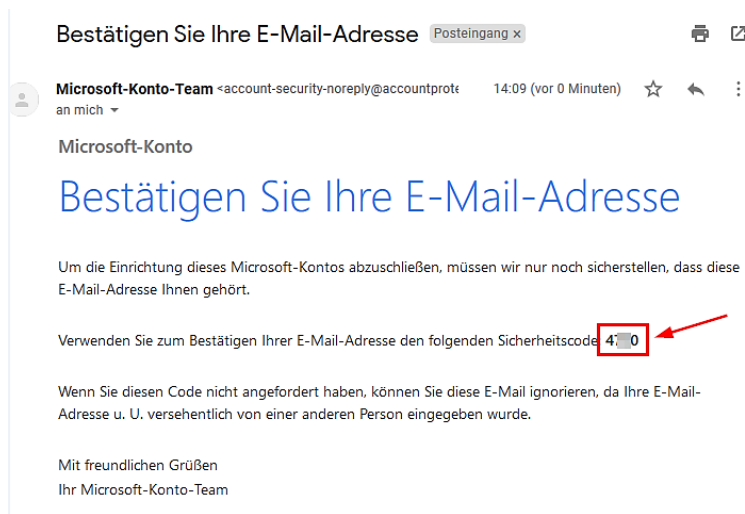 Bestätigen Sie Ihre E-Mail-Adresse Posteingang x
Microsoft-Konto-Team <account-security-noreply@accountprote 14:09 (vor 0 Minuten)
an mich
Microsoft-Konto
Bestätigen Sie Ihre E-Mail-Adresse
Um die Einrichtung dieses Microsoft-Kontos abzuschließen, müssen wir nur noch sicherstellen, dass diese
E-Mail-Adresse Ihnen gehört.
Verwenden Sie zum Bestätigen Ihrer E-Mail-Adresse den folgenden Sicherheitscode
Wenn Sie diesen Code nicht angefordert haben, können Sie diese E-Mail ignorieren, da Ihre E-Mail-
Adresse u. U. versehentlich von einer anderen Person eingegeben wurde.
Mit freundlichen Grüßen
Ihr Microsoft-Konto-Team